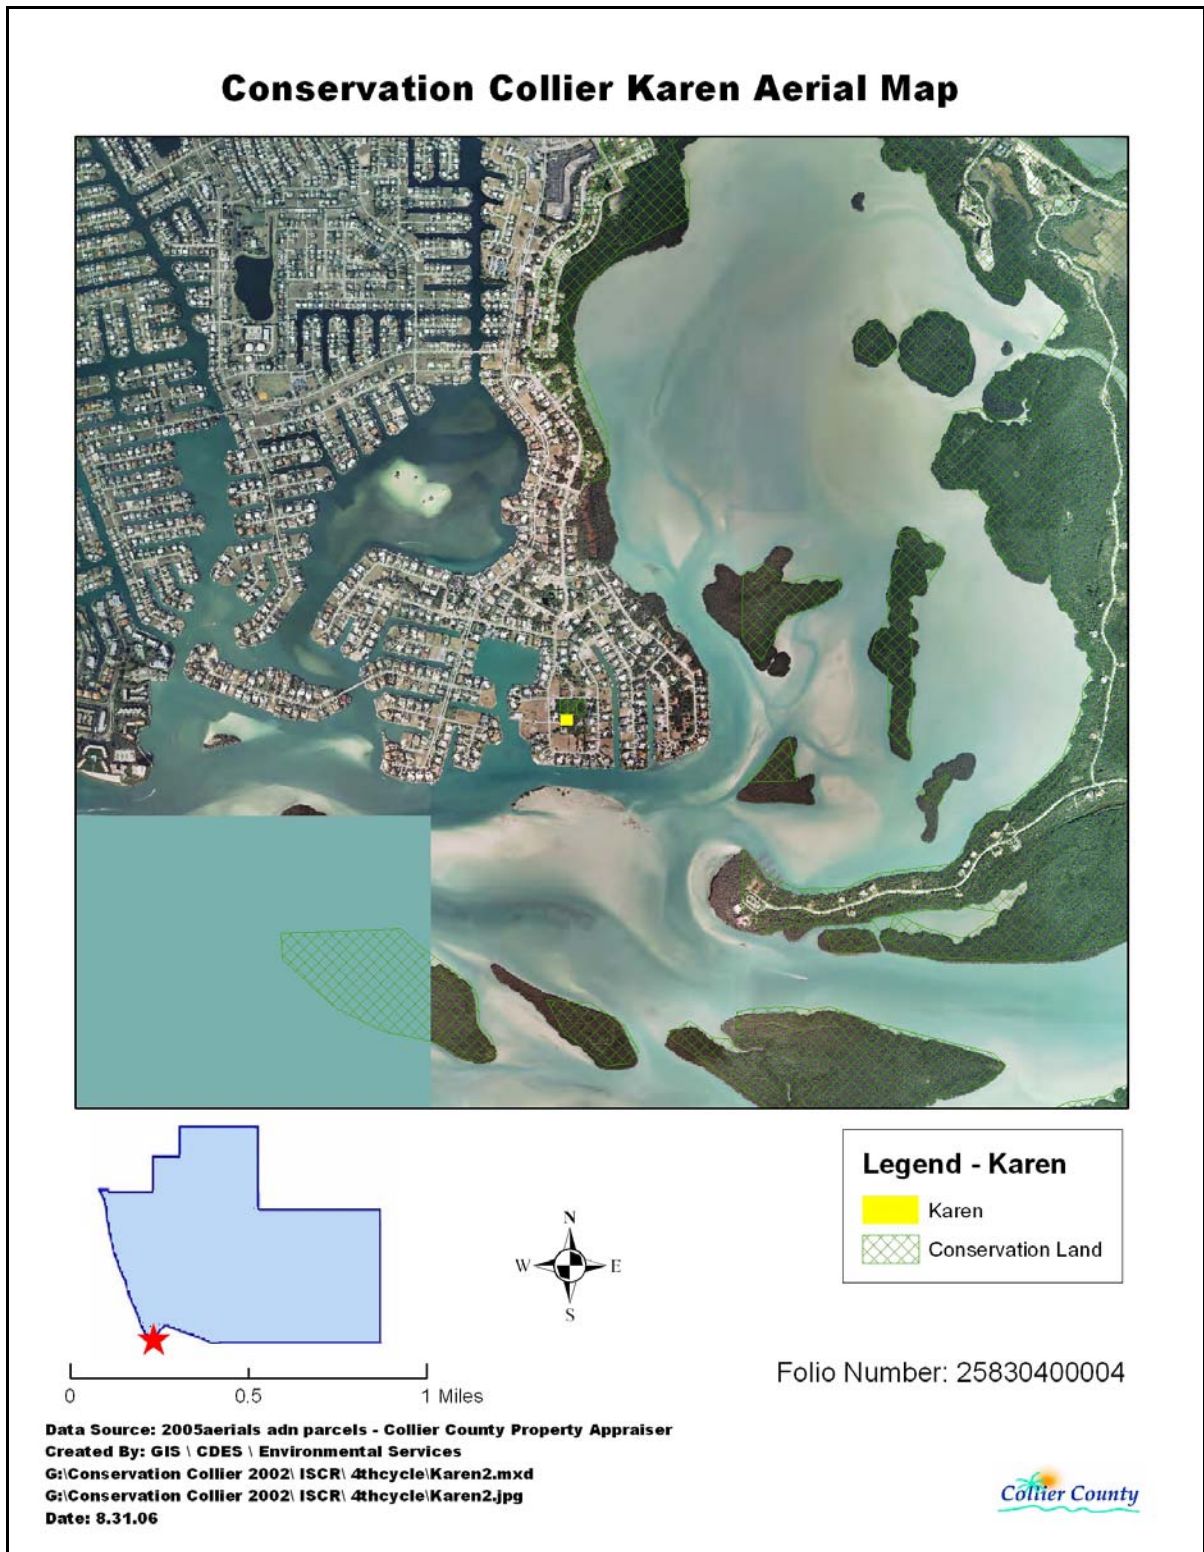 Conservation Collier Karen Aerial Map
Legend - Karen
Karen
Conservation Land
N
W E
S
0 0.5 1 Miles
Folio Number: 25830400004
Data Source: 2005aerials adn parcels - Collier County Property Appraiser
Created By: GIS \ CDES \ Environmental Services
G:\Conservation Collier 2002\ ISCR\ 4thcycle\Karen2.mxd
G:\Conservation Collier 2002\ ISCR\ 4thcycle\Karen2.jpg
Date: 8.31.06
Collier County